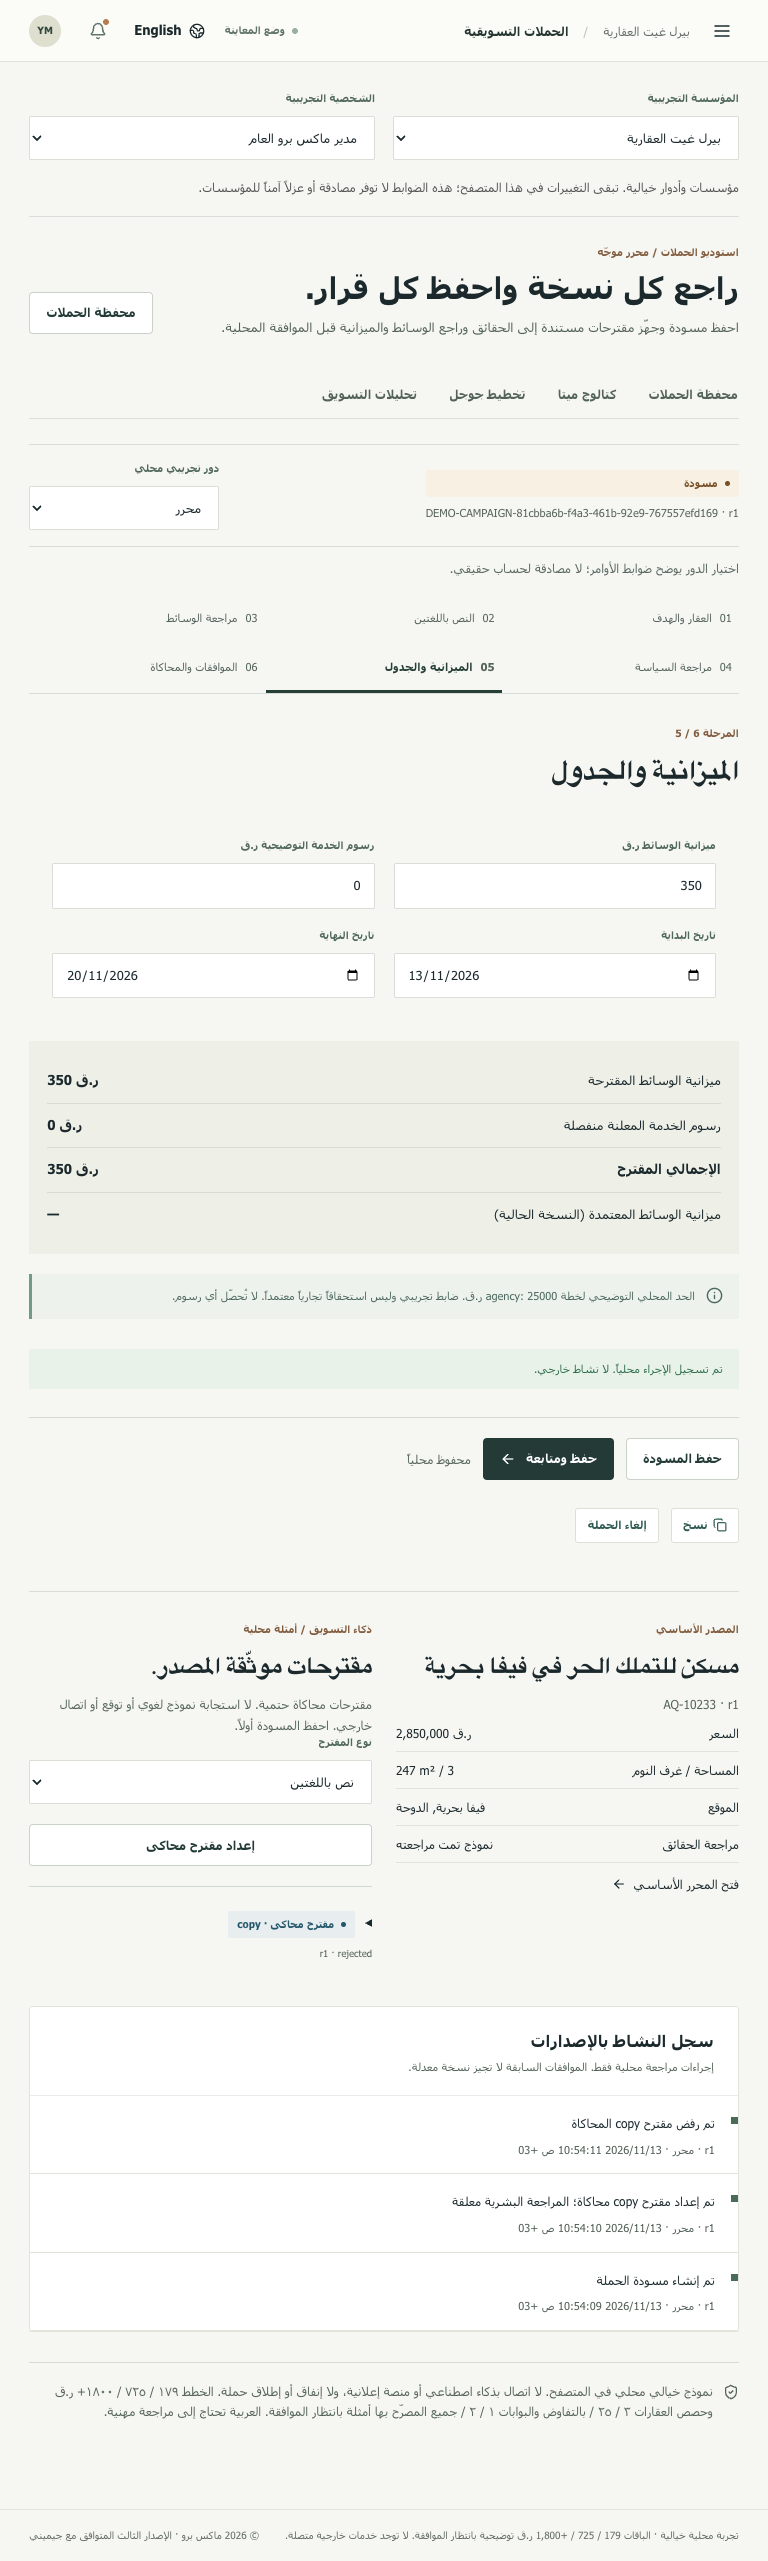 بيرل غيت العقارية / الحملات التسويقية
وضع المعاينة
English
YM
المؤسسة التجريبية
بيرل غيت العقارية
الشخصية التجريبية
مدير ماكس برو العام
مؤسسات وأدوار خيالية. تبقى التغييرات في هذا المتصفح؛ هذه الضوابط لا توفر مصادقة أو عزلاً آمناً للمؤسسات.
استوديو الحملات / محرر موجّه
راجع كل نسخة واحفظ كل قرار.
احفظ مسودة وجهّز مقترحات مستندة إلى الحقائق وراجع الوسائط والميزانية قبل الموافقة المحلية.
محفظة الحملات
محفظة الحملات
كتالوج ميتا
تخطيط جوجل
تحليلات التسويق
مسودة
DEMO-CAMPAIGN-81cbba6b-f4a3-461b-92e9-767557efd169 · r1
دور تجريبي محلي
محرر
اختيار الدور يوضح ضوابط الأوامر؛ لا مصادقة لحساب حقيقي.
01 العقار والهدف
02 النص باللغتين
03 مراجعة الوسائط
04 مراجعة السياسة
05 الميزانية والجدول
06 الموافقات والمحاكاة
المرحلة 6 / 5
الميزانية والجدول
ميزانية الوسائط ر.ق
350
رسوم الخدمة التوضيحية ر.ق
0
تاريخ البداية
13/11/2026
تاريخ النهاية
20/11/2026
ميزانية الوسائط المقترحة
ر.ق 350
رسوم الخدمة المعلنة منفصلة
ر.ق 0
الإجمالي المقترح
ر.ق 350
ميزانية الوسائط المعتمدة (النسخة الحالية)
—
الحد المحلي التوضيحي لخطة agency: 25000 ر.ق. ضابط تجريبي وليس استحقاقاً تجارياً معتمداً. لا تُحصّل أي رسوم.
تم تسجيل الإجراء محلياً. لا نشاط خارجي.
حفظ المسودة
حفظ ومتابعة
محفوظ محلياً
نسخ
إلغاء الحملة
المصدر الأساسي
مسكن للتملك الحر في فيفا بحرية
AQ-10233 · r1
السعر
ر.ق 2,850,000
المساحة / غرف النوم
247 m² / 3
الموقع
فيفا بحرية, الدوحة
مراجعة الحقائق
نموذج تمت مراجعته
فتح المحرر الأساسي
ذكاء التسويق / أمثلة محلية
مقترحات موثّقة المصدر.
مقترحات محاكاة حتمية. لا استجابة نموذج لغوي أو توقع أو اتصال
خارجي. احفظ المسودة أولاً.
نوع المقترح
نص باللغتين
إعداد مقترح محاكى
مقترح محاكى · copy
r1 · rejected
سجل النشاط بالإصدارات
إجراءات مراجعة محلية فقط. الموافقات السابقة لا تجيز نسخة معدلة.
تم رفض مقترح copy المحاكاة
r1 · محرر · 2026/11/13 10:54:11 ص +03
تم إعداد مقترح copy محاكاة؛ المراجعة البشرية معلقة
r1 · محرر · 2026/11/13 10:54:10 ص +03
تم إنشاء مسودة الحملة
r1 · محرر · 2026/11/13 10:54:09 ص +03
نموذج خيالي محلي في المتصفح. لا اتصال بذكاء اصطناعي أو منصة إعلانية، ولا إنفاق أو إطلاق حملة. الخطط ١٧٩ / ٧٢٥ / ١٨٠٠+ ر.ق
وحصص العقارات ٣ / ٢٥ / بالتفاوض والبوابات ١ / ٢ / جميع المصرّح بها أمثلة بانتظار الموافقة. العربية تحتاج إلى مراجعة مهنية.
تجربة محلية خيالية · الباقات 179 / 725 / +1,800 ر.ق توضيحية بانتظار الموافقة. لا توجد خدمات خارجية متصلة.
© 2026 ماكس برو · الإصدار الثالث المتوافق مع جيميني